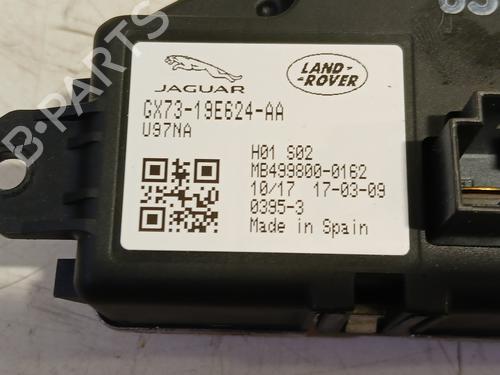 B-PARTS
JAGUAR
LAND-
ROVER
GX73-19E624-AA
U97NA
H01 S02
MB499800-0162
10/17 17-03-09
0395-3
Made in Spain